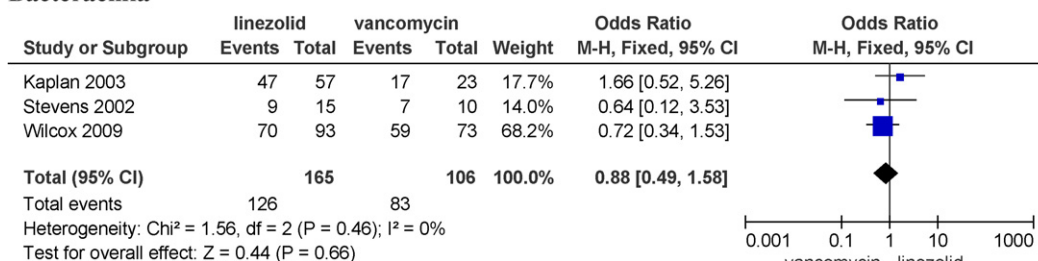 linezolid vancomycin Odds Ratio Odds Ratio
Study or Subgroup Events Total Events Total Weight M-H, Fixed, 95% CI M-H, Fixed, 95% CI
Kaplan 2003 47 57 17 23 17.7% 1.66 [0.52, 5.26]
Stevens 2002 9 15 7 10 14.0% 0.64 [0.12, 3.53]
Wilcox 2009 70 93 59 73 68.2% 0.72 [0.34, 1.53]
Total (95% CI) 165 106 100.0% 0.88 [0.49, 1.58]
Total events 126 83
Heterogeneity: Chi² = 1.56, df = 2 (P = 0.46); I² = 0%
Test for overall effect: Z = 0.44 (P = 0.66)
0.001 0.1 1 10 1000
vancomycin linezolid